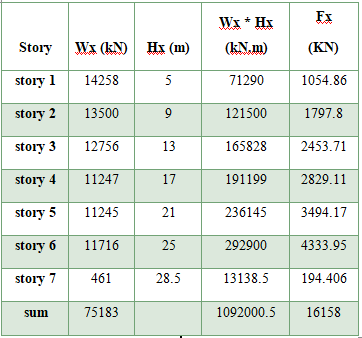 Story Wx (kN) Hx (m) Wx * Hx (kN.m) Fx (KN)
story 1 14258 5 71290 1054.86
story 2 13500 9 121500 1797.8
story 3 12756 13 165828 2453.71
story 4 11247 17 191199 2829.11
story 5 11245 21 236145 3494.17
story 6 11716 25 292900 4333.95
story 7 461 28.5 13138.5 194.406
sum 75183 1092000.5 16158